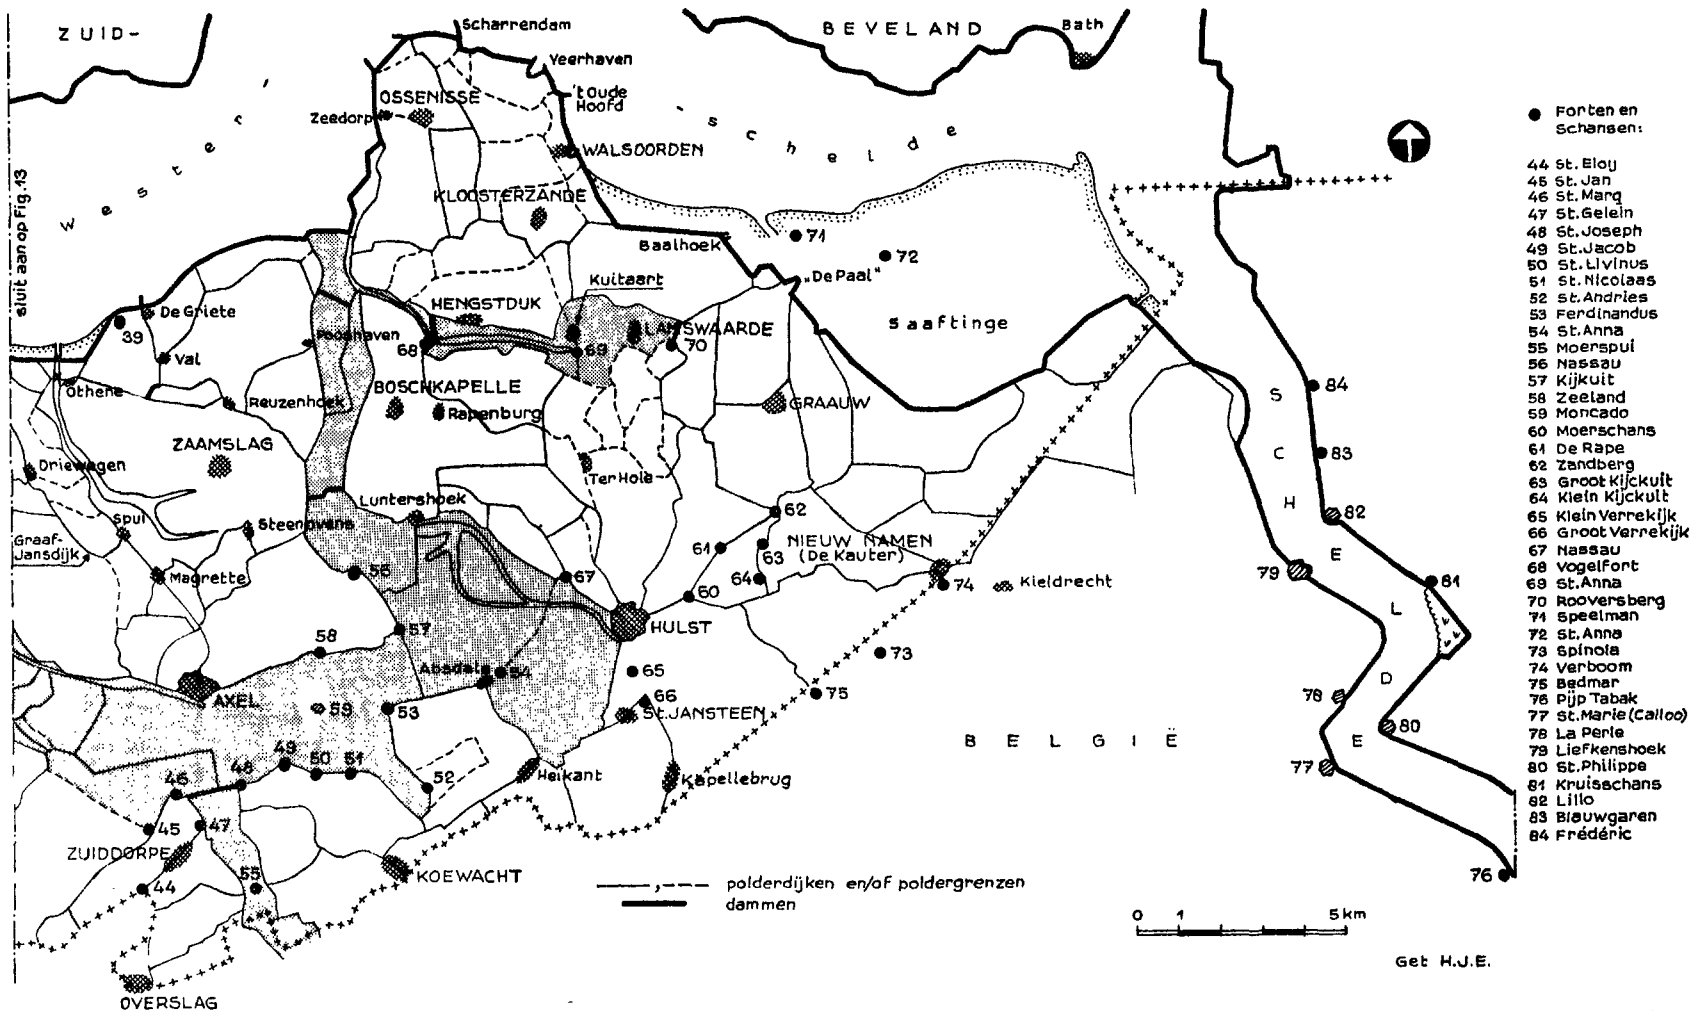 ZUID-
Scharrendam
BEVELAND
Bath
Veerhaven
't Oude
Hoofd
OSSENISSE
Zeedorp
Wester-
-schelde
WALSOORDEN
KLOOSTERZANDE
sluit aan op Fig.13
Baalhoek
71
72
"De Paal"
Kuitaart
HENGSTDIJK
De Griete
39
Val
Poonhaven
68
69
LAMSWAARDE
70
Saaftinge
Othene
Reuzenhoek
BOSCHKAPELLE
Rapenburg
GRAAUW
ZAAMSLAG
Driewegen
Ter Hole
Luntershoek
Spui
Steenovens
Graaf-
Jansdijk
Magrette
56
67
62
61
63
64
60
NIEUW NAMEN
(De Kauter)
74
Kieldrecht
HULST
57
58
Absdale
54
65
66
73
75
AXEL
59
53
ST.JANSTEEN
49
50
51
52
48
46
45
47
Heikant
Kapellebrug
ZUIDDORPE
44
55
KOEWACHT
OVERSLAG
BELGIË
SCHELDE
84
83
82
81
79
78
80
77
76
polderdijken en/of poldergrenzen
dammen
0 1 5 km
Get H.J.E.
Forten en
Schansen:
44 St. Eloy
45 St. Jan
46 St. Marq
47 St. Gelein
48 St. Joseph
49 St. Jacob
50 St. Livinus
51 St. Nicolaas
52 St. Andries
53 Ferdinandus
54 St. Anna
55 Moerspui
56 Nassau
57 Kijkuit
58 Zeeland
59 Moncado
60 Moerschans
61 De Rape
62 Zandberg
63 Groot Kijckuit
64 Klein Kijckuit
65 Klein Verrekijk
66 Groot Verrekijk
67 Nassau
68 Vogelfort
69 St. Anna
70 Rooversberg
71 Speelman
72 St. Anna
73 Spinola
74 Verboom
75 Bedmar
76 Pijp Tabak
77 St. Marie (Calloo)
78 La Perle
79 Liefkenshoek
80 St. Philippe
81 Kruisschans
82 Lillo
83 Blauwgaren
84 Frédéric